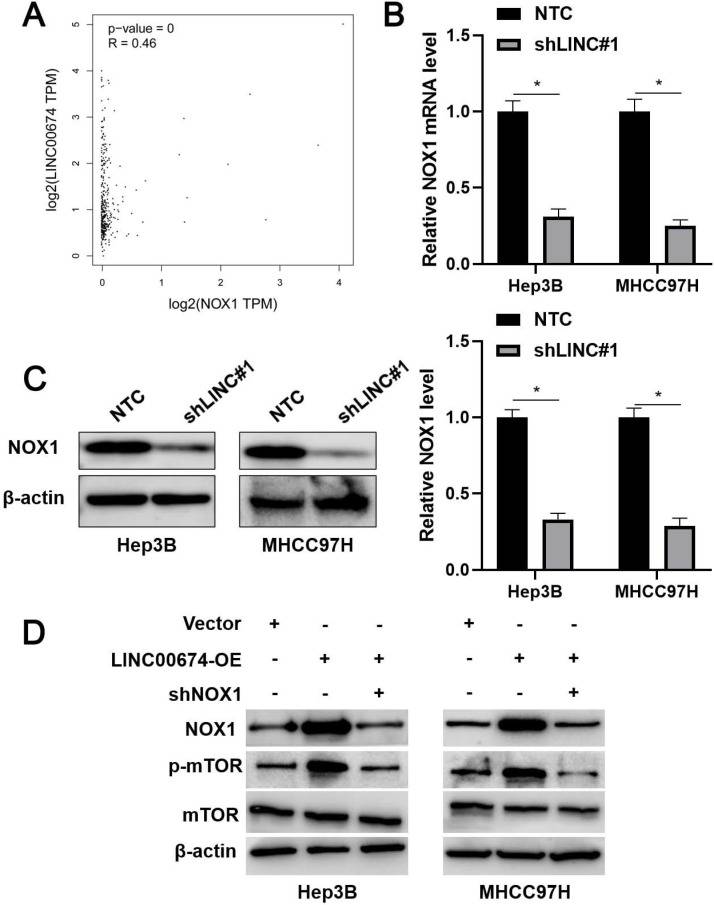 A
p-value = 0
R = 0.46
log2(LINC00674 TPM)
5
4
3
2
1
0
0 1 2 3 4
log2(NOX1 TPM)
B
NTC
shLINC#1
Relative NOX1 mRNA level
1.5
1.0
0.5
0.0
* *
Hep3B MHCC97H
C
NTC shLINC#1 NTC shLINC#1
NOX1
β-actin
Hep3B MHCC97H
NTC
shLINC#1
Relative NOX1 level
1.5
1.0
0.5
0.0
* *
Hep3B MHCC97H
D
Vector + - - + - -
LINC00674-OE - + + - + +
shNOX1 - - + - - +
NOX1
p-mTOR
mTOR
β-actin
Hep3B MHCC97H